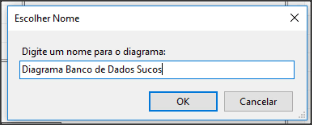 Escolher Nome
Digite um nome para o diagrama:
Diagrama Banco de Dados Sucos
OK
Cancelar